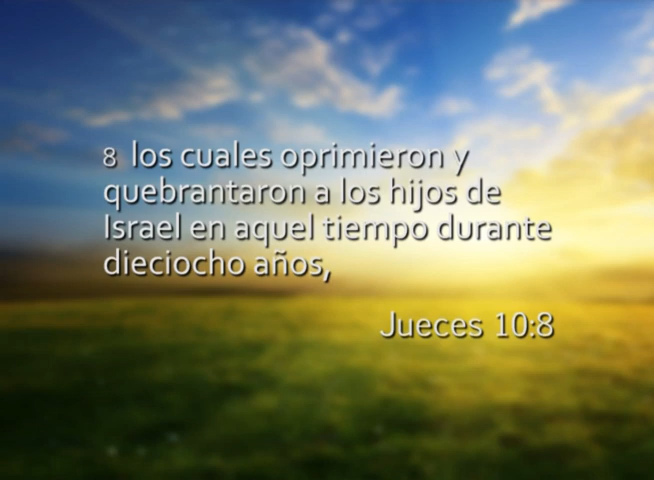 8 los cuales oprimieron y
quebrantaron a los hijos de
Israel en aquel tiempo durante
dieciocho años,
Jueces 10:8